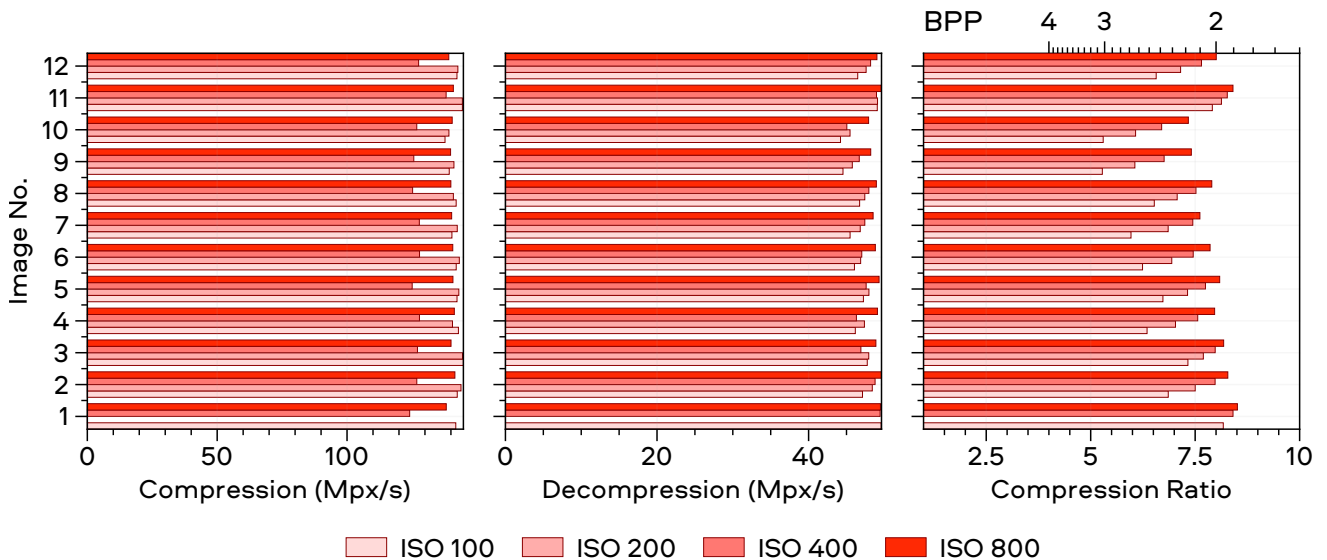 BPP 4 3 2
Image No.
12
11
10
9
8
7
6
5
4
3
2
1
0 50 100
0 20 40
2.5 5 7.5 10
Compression (Mpx/s)
Decompression (Mpx/s)
Compression Ratio
ISO 100 ISO 200 ISO 400 ISO 800